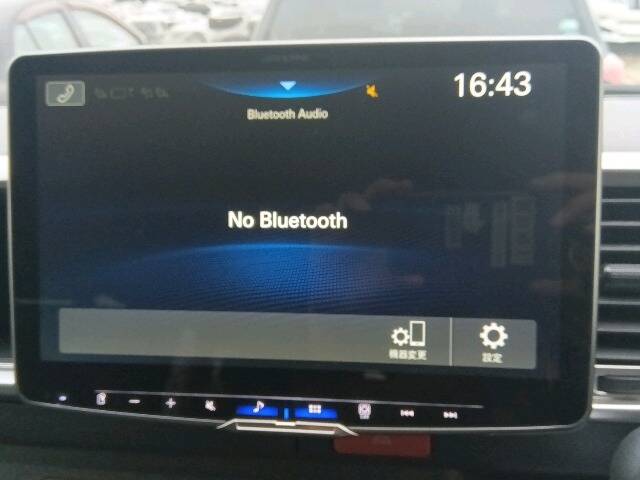 16:43
Bluetooth Audio
No Bluetooth
機器変更
設定